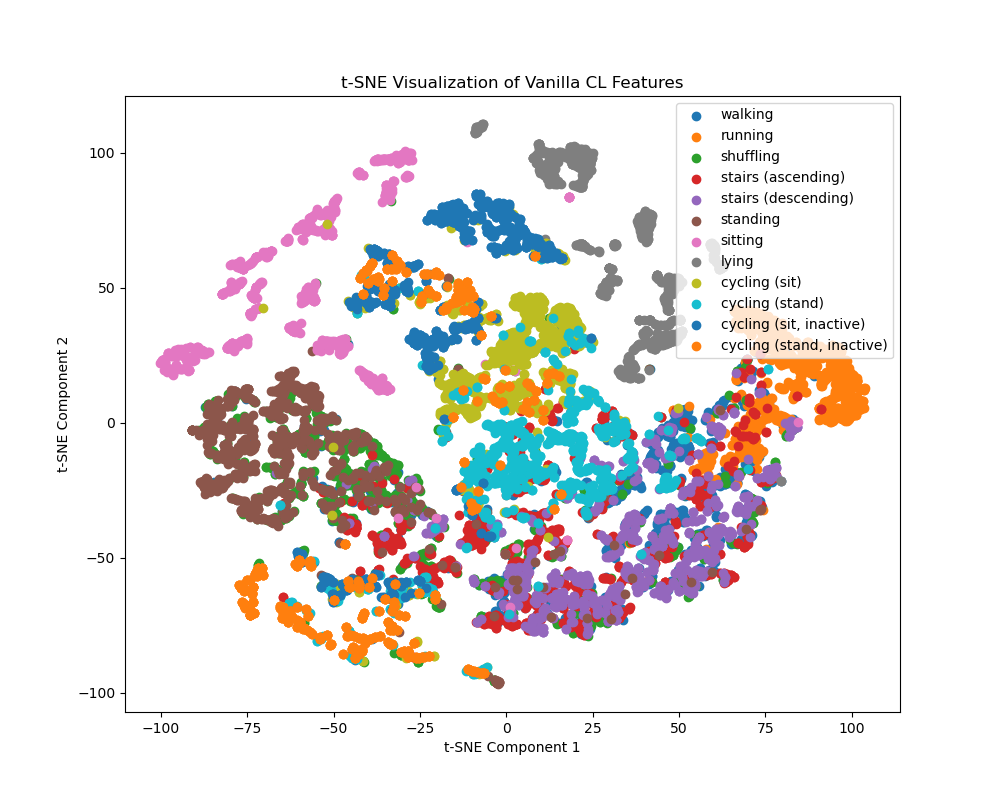 t-SNE Visualization of Vanilla CL Features
walking
running
shuffling
stairs (ascending)
stairs (descending)
standing
sitting
lying
cycling (sit)
cycling (stand)
cycling (sit, inactive)
cycling (stand, inactive)
100
50
0
−50
−100
t-SNE Component 2
−100
−75
−50
−25
0
25
50
75
100
t-SNE Component 1